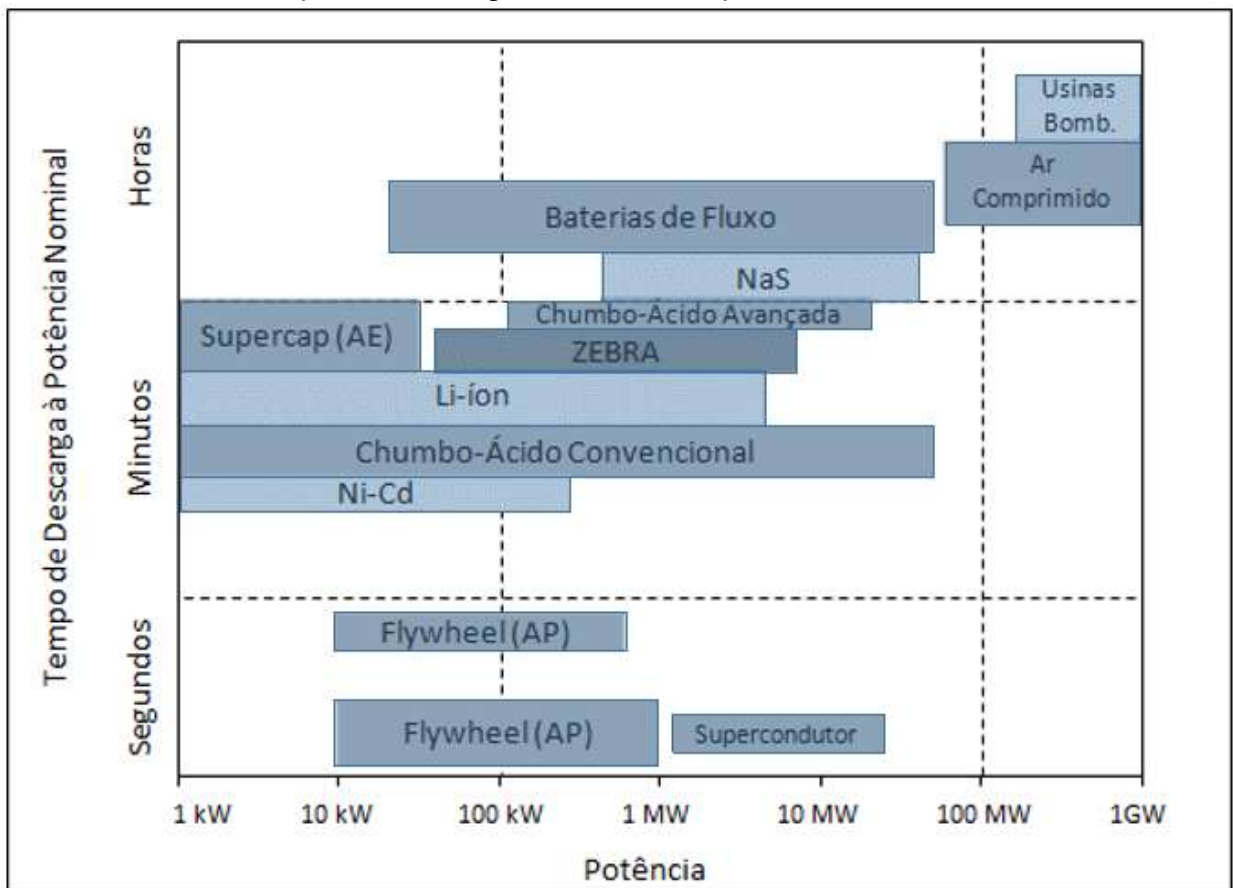 Tempo de Descarga à Potência Nominal
Horas
Minutos
Segundos
Usinas
Bomb.
Ar
Comprimido
Baterias de Fluxo
NaS
Chumbo-Ácido Avançada
Supercap (AE)
ZEBRA
Li-íon
Chumbo-Ácido Convencional
Ni-Cd
Flywheel (AP)
Flywheel (AP)
Supercondutor
1 kW
10 kW
100 kW
1 MW
10 MW
100 MW
1GW
Potência